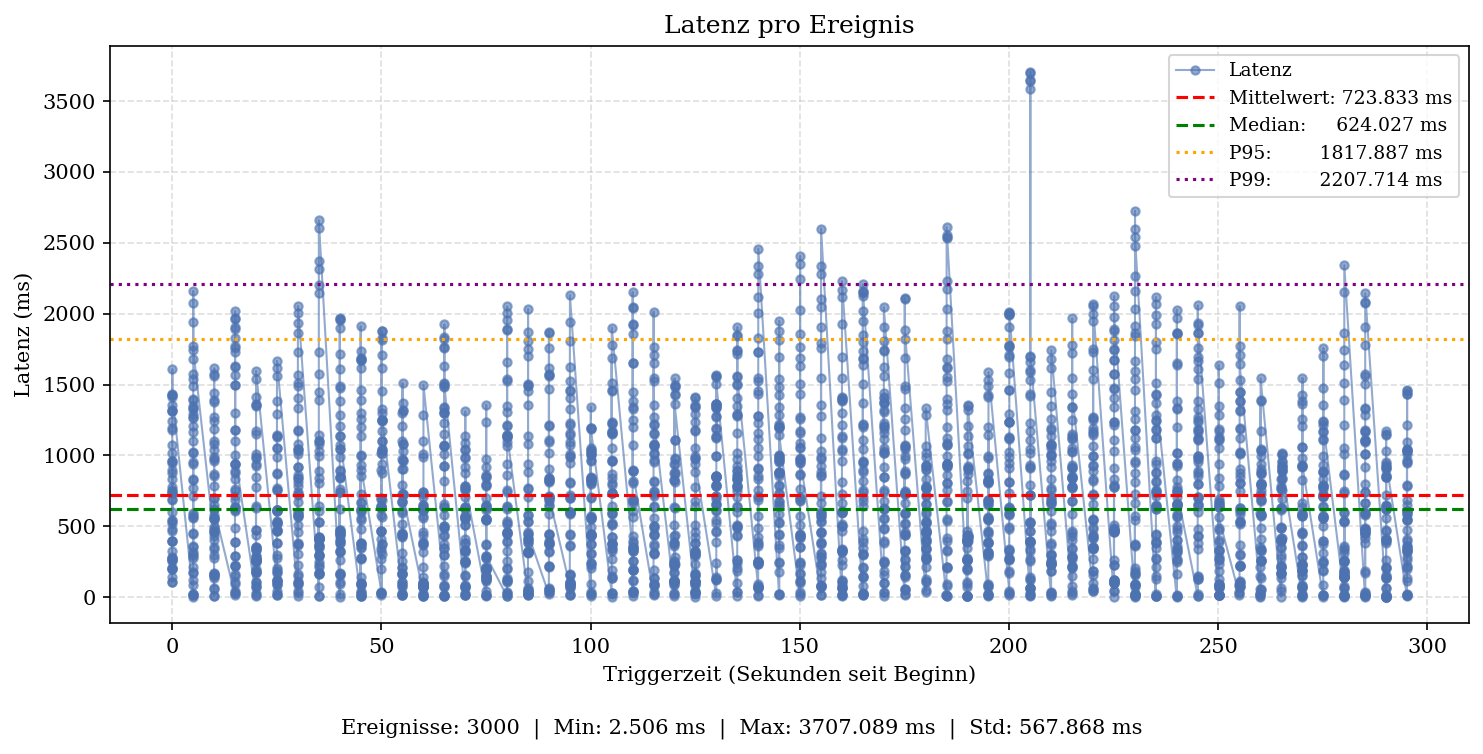 Latenz pro Ereignis
Latenz
Mittelwert: 723.833 ms
Median: 624.027 ms
P95: 1817.887 ms
P99: 2207.714 ms
Latenz (ms)
3500
3000
2500
2000
1500
1000
500
0
0 50 100 150 200 250 300
Triggerzeit (Sekunden seit Beginn)
Ereignisse: 3000 | Min: 2.506 ms | Max: 3707.089 ms | Std: 567.868 ms